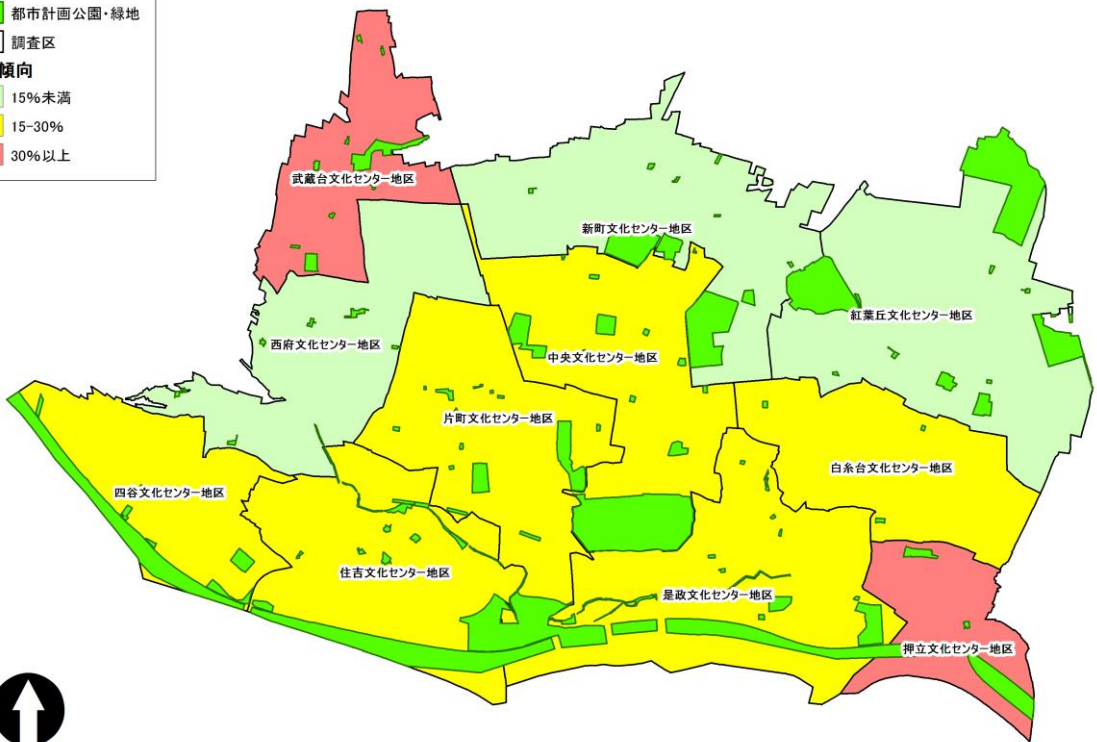 都市計画公園・緑地
調査区
傾向
15%未満
15-30%
30%以上
武蔵台文化センター地区
新町文化センター地区
紅葉丘文化センター地区
西府文化センター地区
中央文化センター地区
片町文化センター地区
白糸台文化センター地区
四谷文化センター地区
住吉文化センター地区
是政文化センター地区
押立文化センター地区